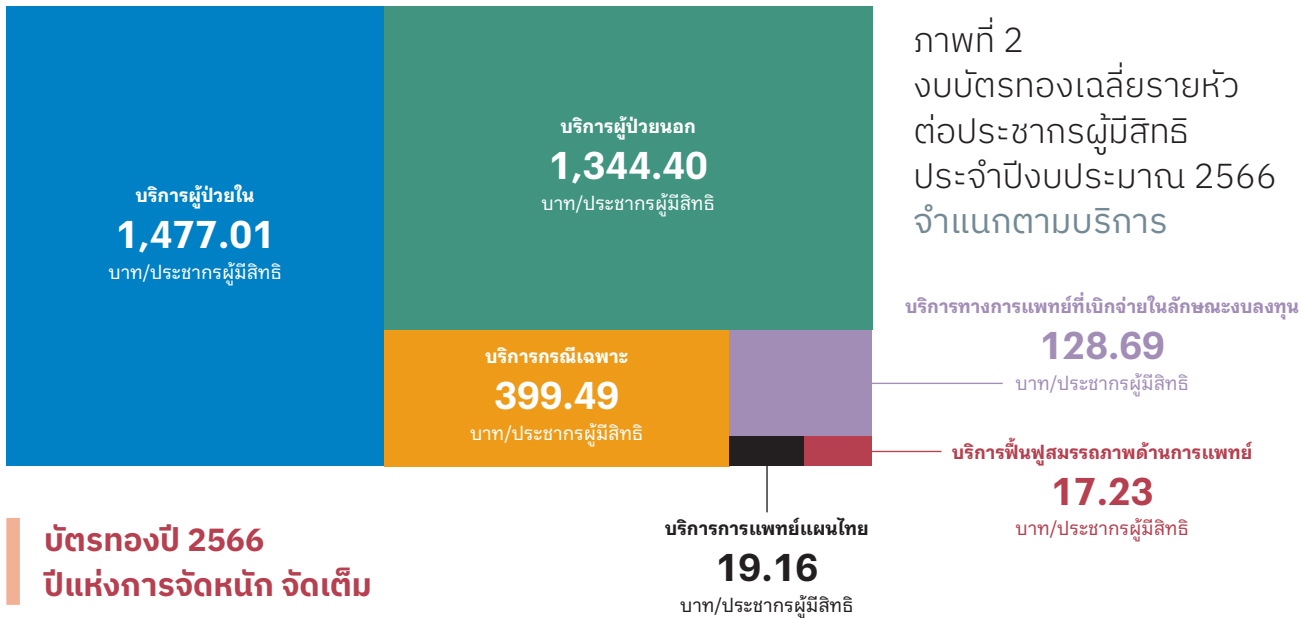 ภาพที่ 2
งบบัตรทองเฉลี่ยรายหัว
ต่อประชากรผู้มีสิทธิ
ประจำปีงบประมาณ 2566
จำแนกตามบริการ
บริการผู้ป่วยใน
1,477.01
บาท/ประชากรผู้มีสิทธิ
บริการผู้ป่วยนอก
1,344.40
บาท/ประชากรผู้มีสิทธิ
บริการกรณีเฉพาะ
399.49
บาท/ประชากรผู้มีสิทธิ
บริการทางการแพทย์ที่เบิกจ่ายในลักษณะงบลงทุน
128.69
บาท/ประชากรผู้มีสิทธิ
บริการฟื้นฟูสมรรถภาพด้านการแพทย์
17.23
บาท/ประชากรผู้มีสิทธิ
บริการการแพทย์แผนไทย
19.16
บาท/ประชากรผู้มีสิทธิ
บัตรทองปี 2566
ปีแห่งการจัดหนัก จัดเต็ม